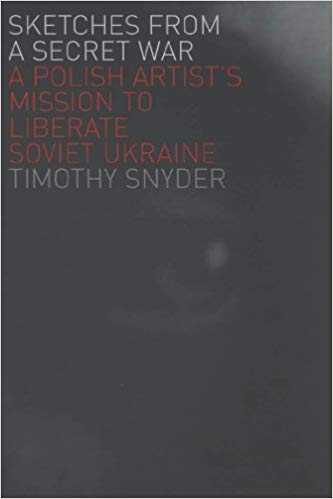 SKETCHES FROM
A SECRET WAR
A POLISH ARTIST'S
MISSION TO
LIBERATE
SOVIET UKRAINE
TIMOTHY SNYDER